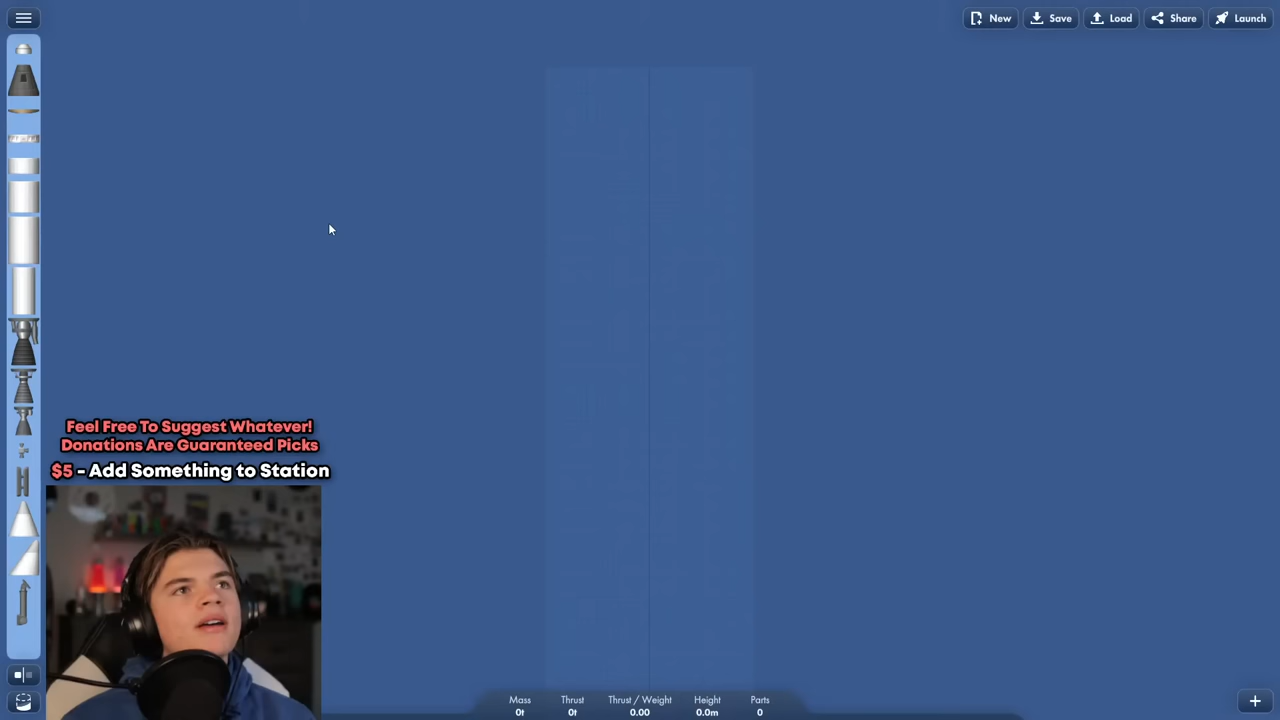 New
Save
Load
Share
Launch
Feel Free To Suggest Whatever!
Donations Are Guaranteed Picks
$5 - Add Something to Station
Mass
Thrust
Thrust / Weight
Height
Parts
0t
0t
0.00
0.0m
0